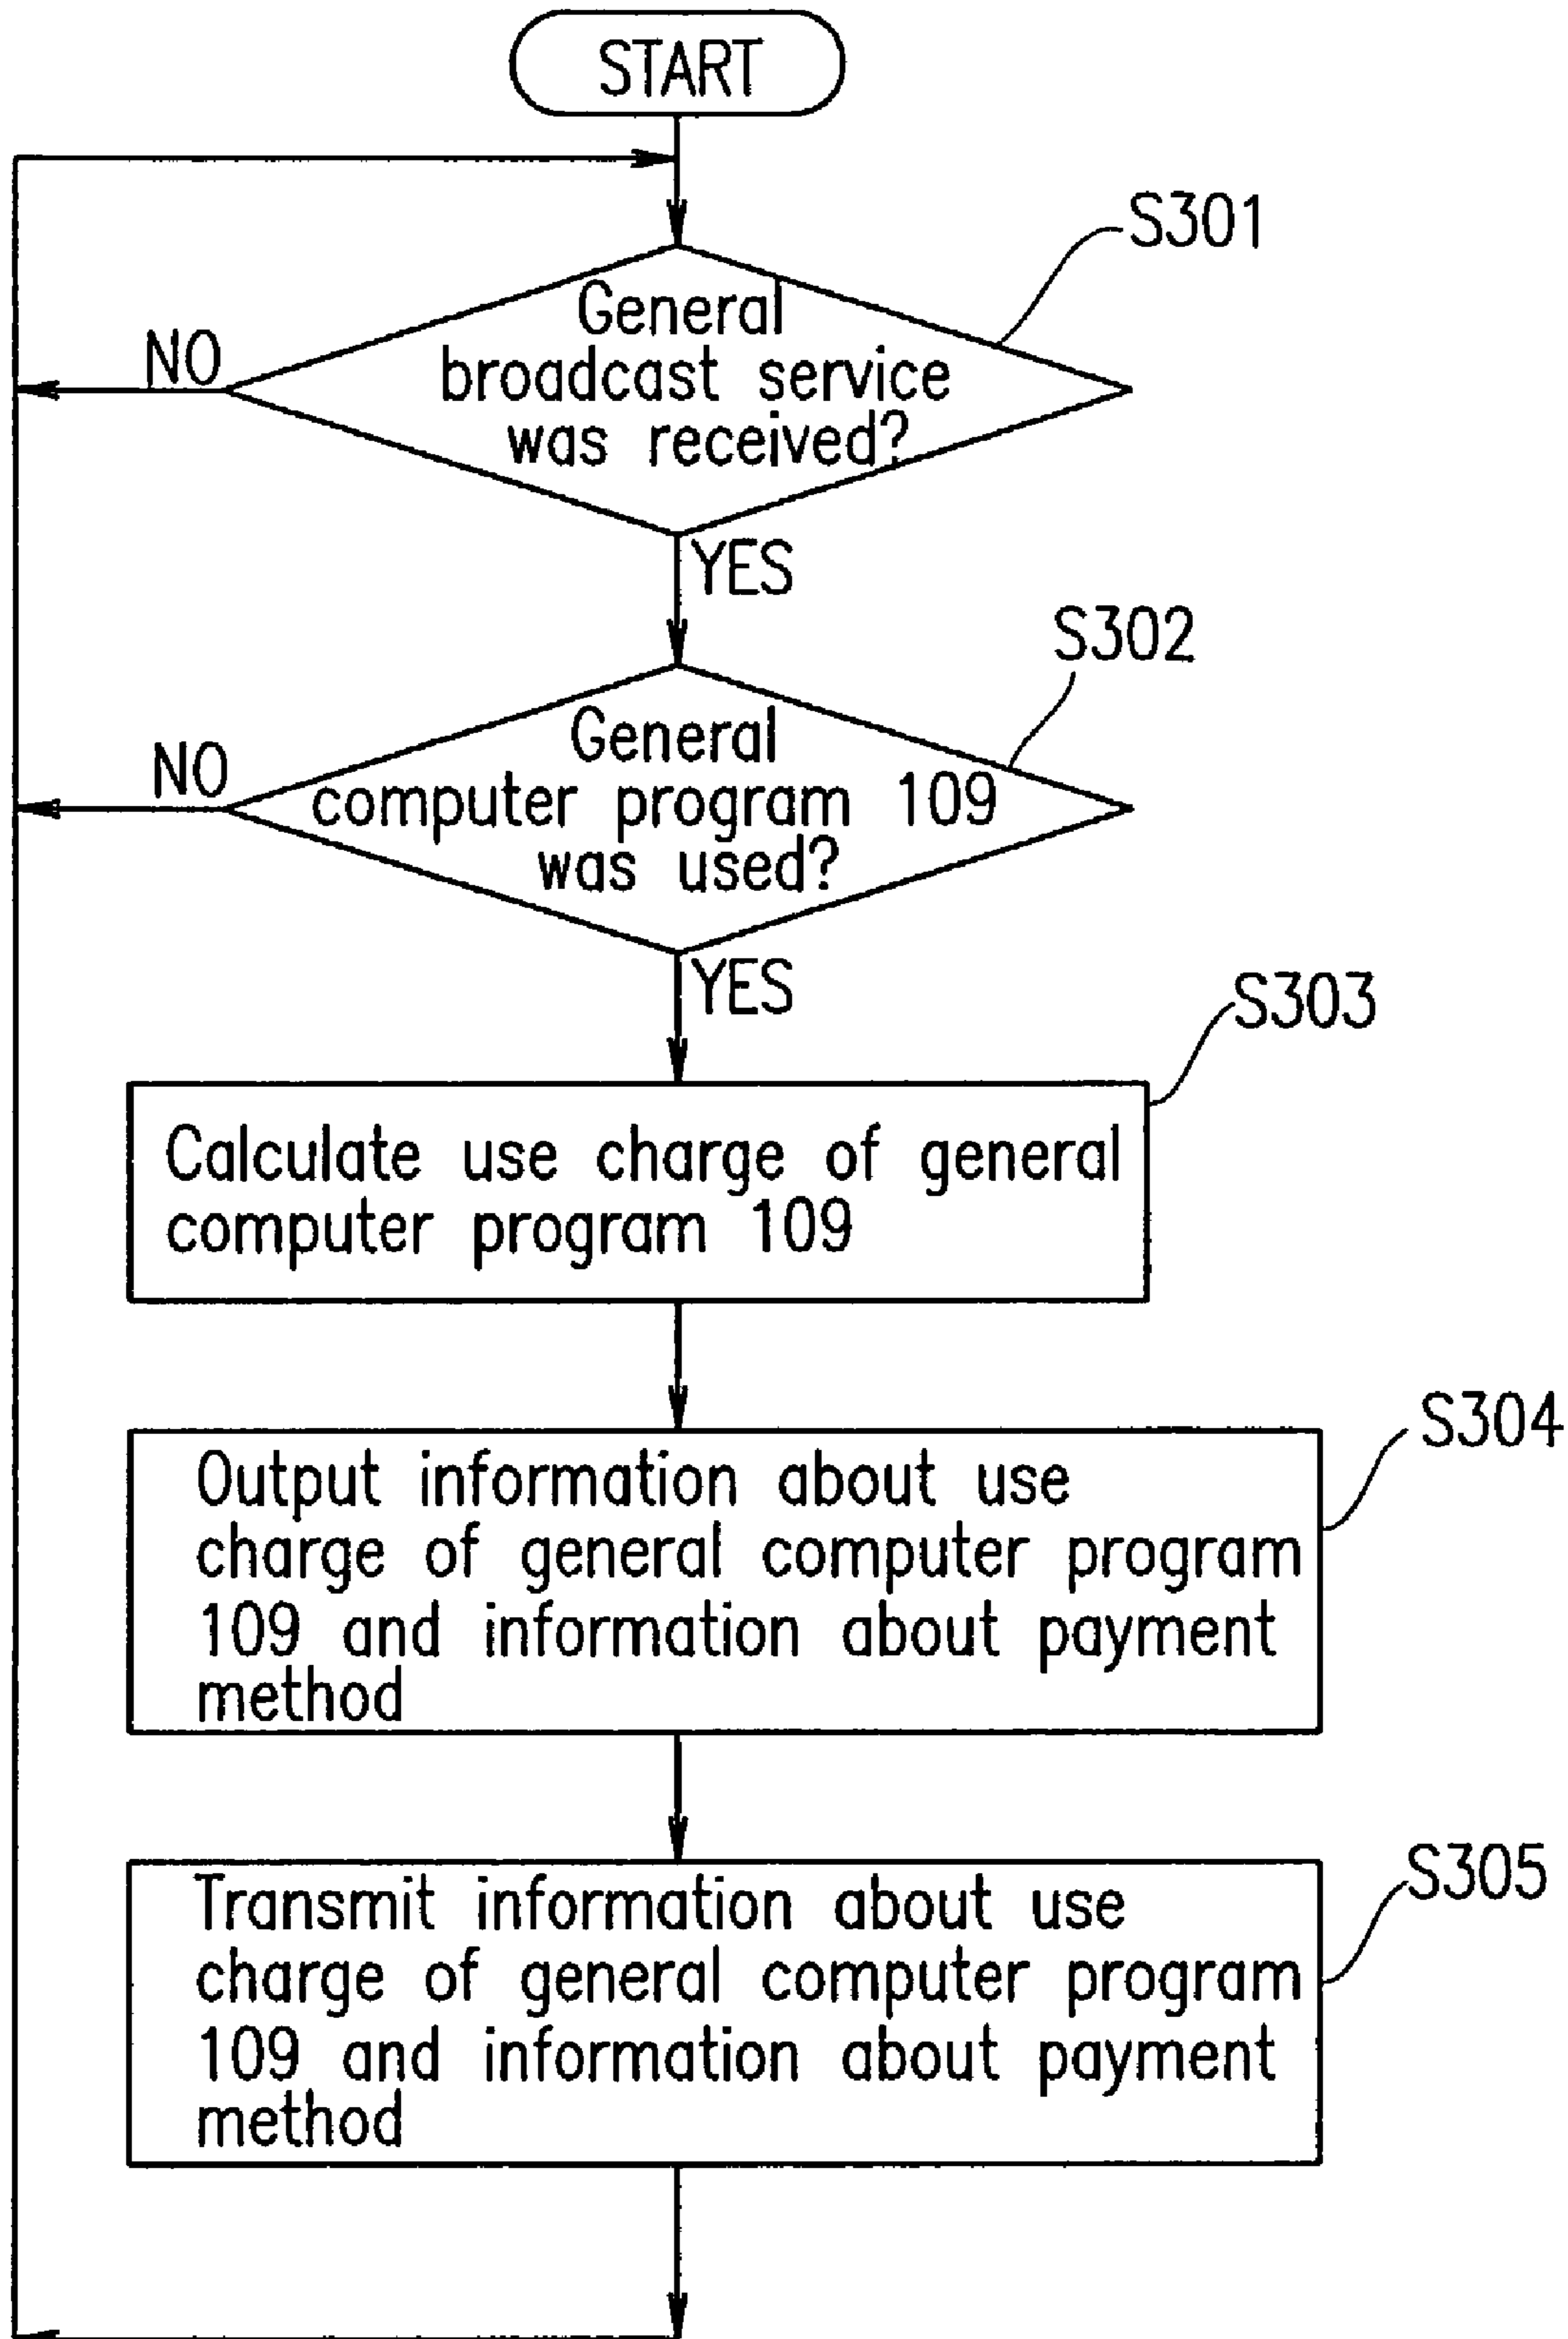 START
S301
General
broadcast service
was received?
NO
YES
S302
General
computer program 109
was used?
NO
YES
S303
Calculate use charge of general
computer program 109
S304
Output information about use
charge of general computer program
109 and information about payment
method
S305
Transmit information about use
charge of general computer program
109 and information about payment
method